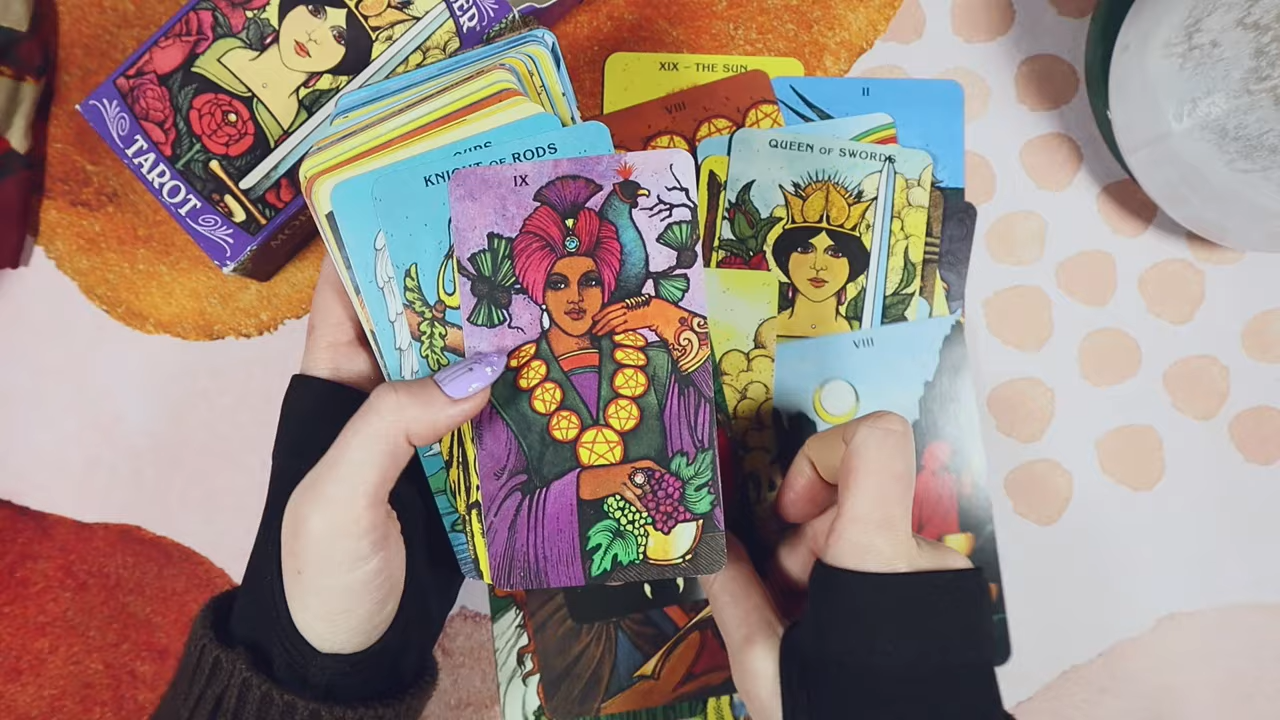 TAROT
XIX – THE SUN
VIII
II
KNIGHT OF RODS
IX
QUEEN OF SWORDS
VIII